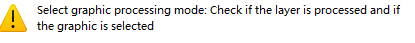 Select graphic processing mode: Check if the layer is processed and if
the graphic is selected